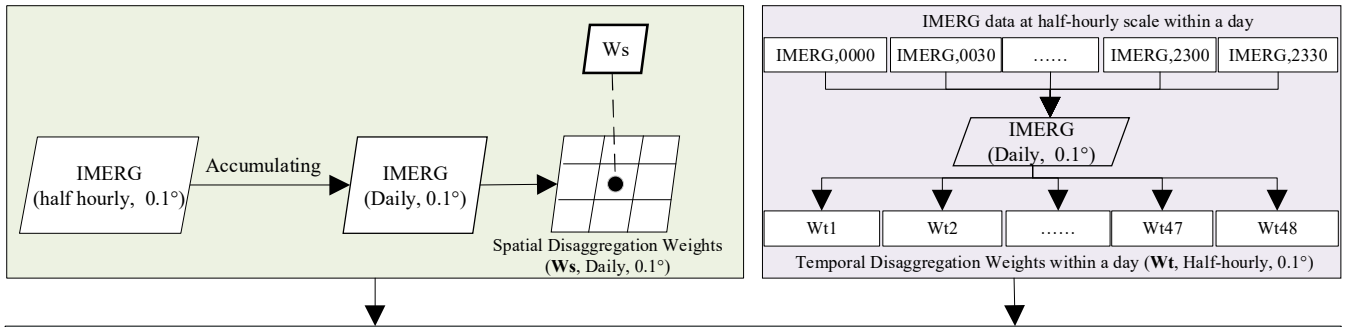 Ws
IMERG
(half hourly, 0.1°)
Accumulating
IMERG
(Daily, 0.1°)
Spatial Disaggregation Weights
(Ws, Daily, 0.1°)
IMERG data at half-hourly scale within a day
IMERG,0000 IMERG,0030 …… IMERG,2300 IMERG,2330
IMERG
(Daily, 0.1°)
Wt1 Wt2 …… Wt47 Wt48
Temporal Disaggregation Weights within a day (Wt, Half-hourly, 0.1°)